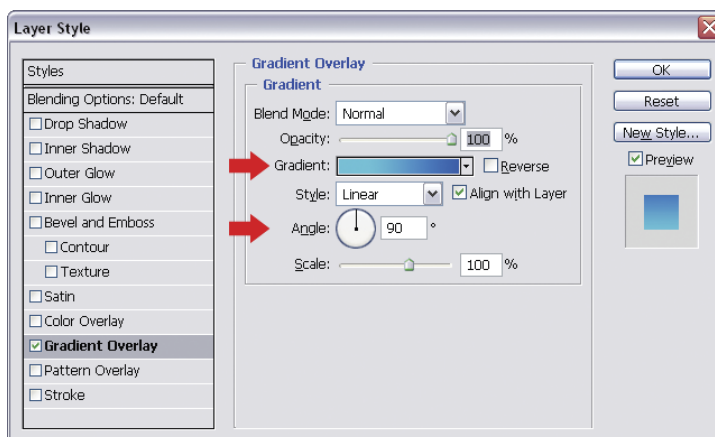 Layer Style
Styles
Blending Options: Default
Drop Shadow
Inner Shadow
Outer Glow
Inner Glow
Bevel and Emboss
Contour
Texture
Satin
Color Overlay
Gradient Overlay
Pattern Overlay
Stroke
Gradient Overlay
Gradient
Blend Mode: Normal
Opacity: 100 %
Gradient: Reverse
Style: Linear Align with Layer
Angle: 90 °
Scale: 100 %
OK
Reset
New Style...
Preview